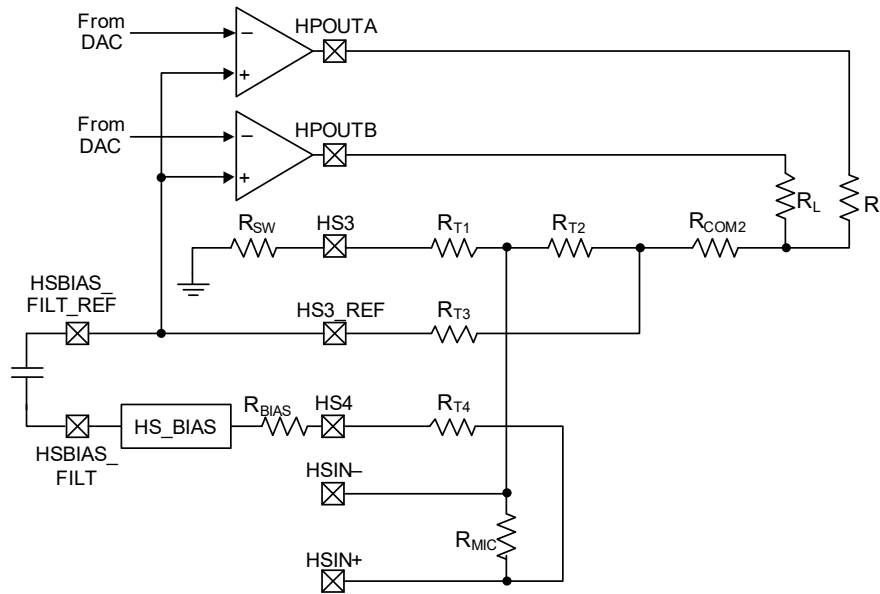 From
DAC
−
+
HPOUTA
From
DAC
−
+
HPOUTB
RL
R
RSW
HS3
RT1
RT2
RCOM2
HSBIAS_
FILT_REF
HS3_REF
RT3
HS_BIAS
RBIAS
HS4
RT4
HSBIAS_
FILT
HSIN–
RMIC
HSIN+